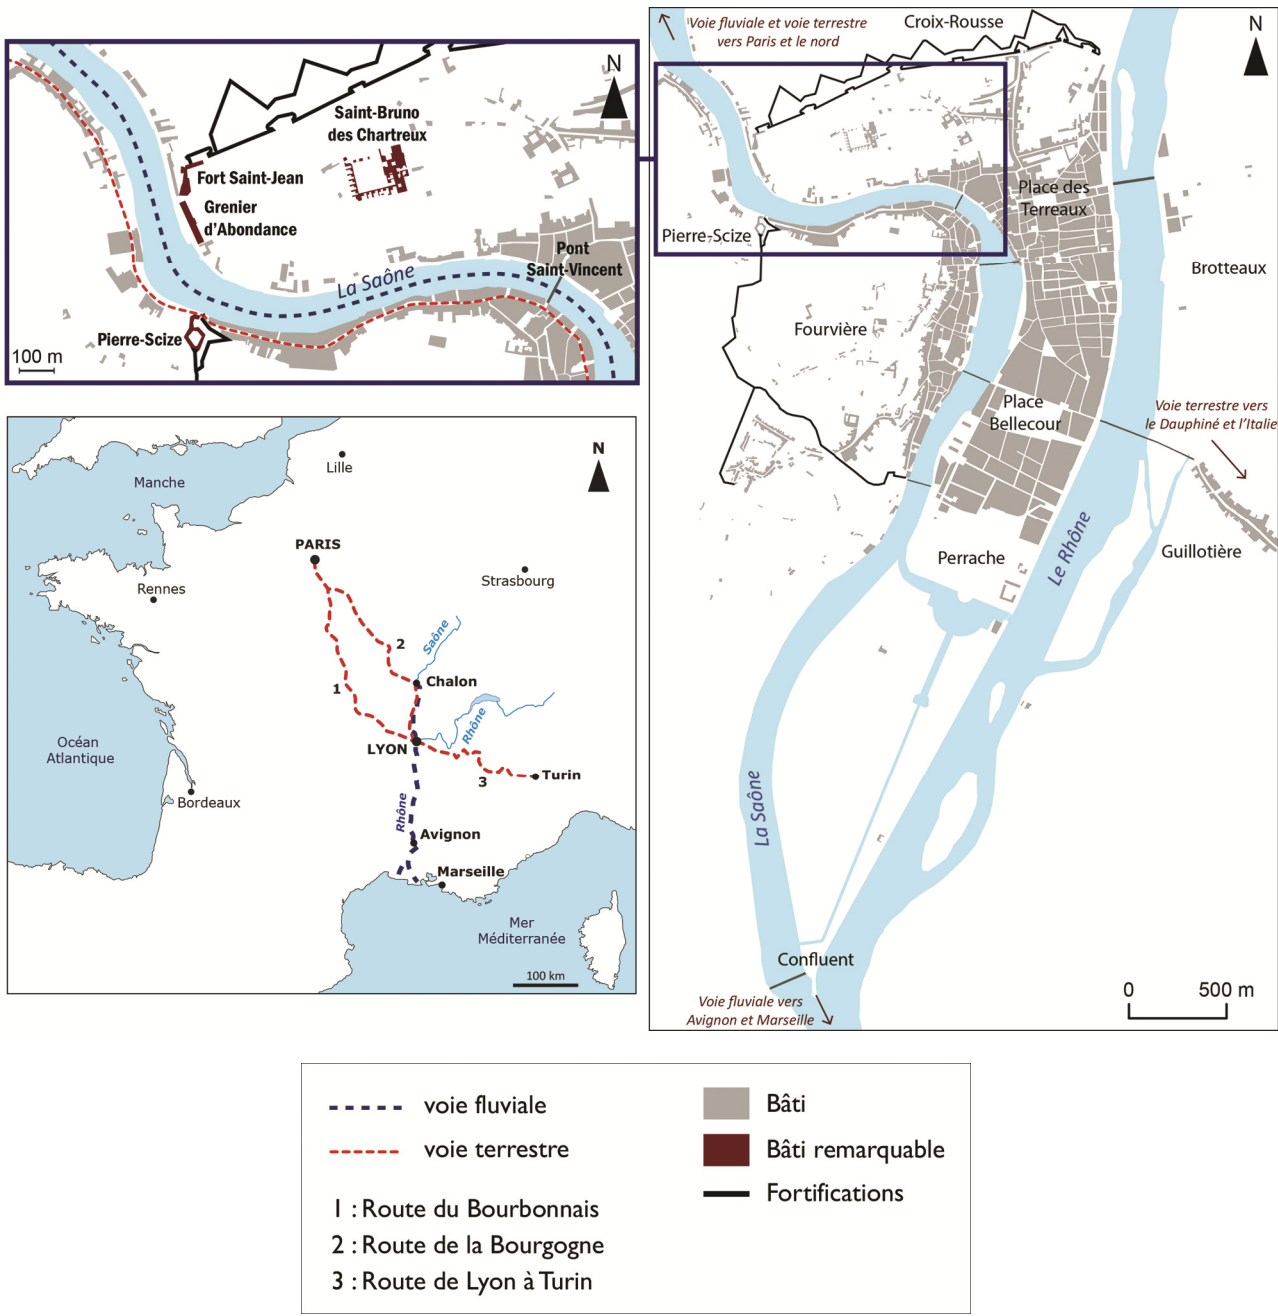 N
Saint-Bruno
des Chartreux
Fort Saint-Jean
Grenier
d'Abondance
Pont
Saint-Vincent
La Saône
Pierre-Scize
100 m
Voie fluviale et voie terrestre
vers Paris et le nord
Croix-Rousse
N
Place des
Terreaux
Pierre-Scize
Brotteaux
Fourvière
Place
Bellecour
Voie terrestre vers
le Dauphiné et l'Italie
Le Rhône
Guillotière
Perrache
La Saône
Confluent
Voie fluviale vers
Avignon et Marseille
0 500 m
Manche
Lille
N
PARIS
Strasbourg
Rennes
2
Saône
1
Chalon
Rhône
LYON
Océan
Atlantique
3
Turin
Bordeaux
Rhône
Avignon
Marseille
Mer
Méditerranée
100 km
voie fluviale
voie terrestre
1 : Route du Bourbonnais
2 : Route de la Bourgogne
3 : Route de Lyon à Turin
Bâti
Bâti remarquable
Fortifications